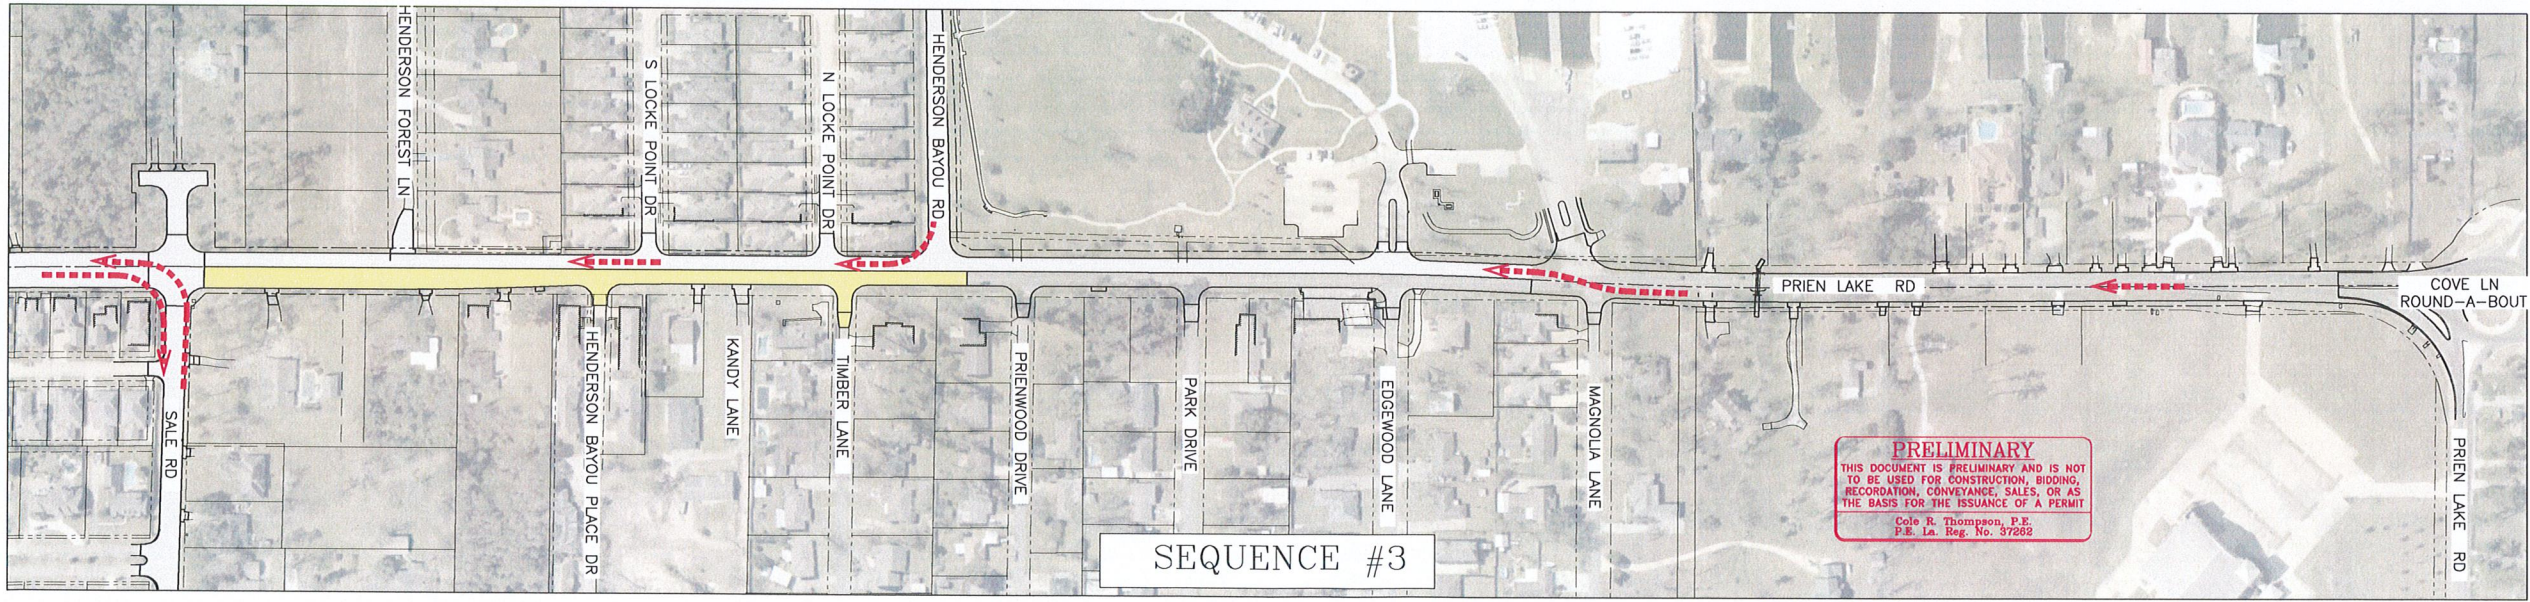 HENDERSON FOREST LN
S LOCKE POINT DR
N LOCKE POINT DR
HENDERSON BAYOU RD
PRIEN LAKE RD
COVE LN
ROUND-A-BOUT
SALE RD
HENDERSON BAYOU PLACE DR
KANDY LANE
TIMBER LANE
PRIENWOOD DRIVE
PARK DRIVE
EDGEWOOD LANE
MAGNOLIA LANE
PRIEN LAKE RD
PRELIMINARY
THIS DOCUMENT IS PRELIMINARY AND IS NOT
TO BE USED FOR CONSTRUCTION, BIDDING,
RECORDATION, CONVEYANCE, SALES, OR AS
THE BASIS FOR THE ISSUANCE OF A PERMIT
Cole R. Thompson, P.E.
P.E. La. Reg. No. 37262
SEQUENCE #3